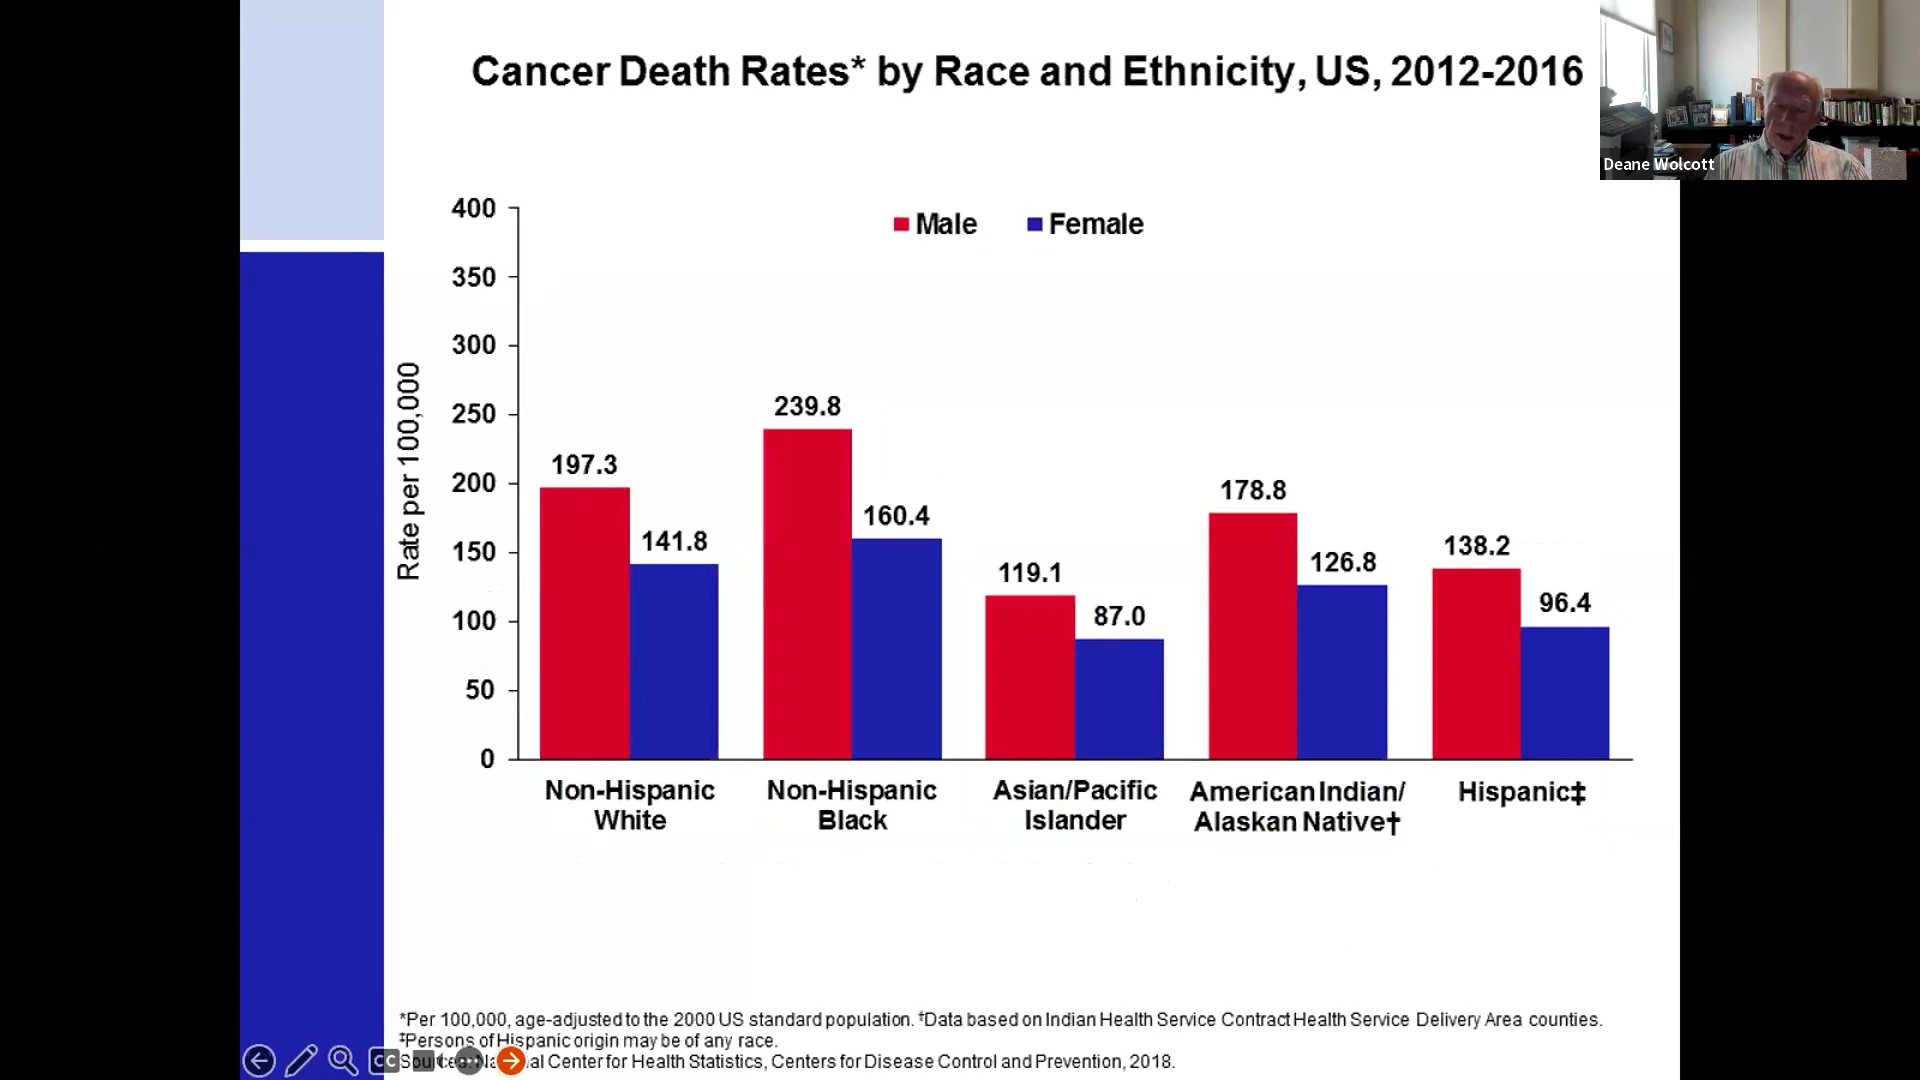 Cancer Death Rates* by Race and Ethnicity, US, 2012-2016
Deane Wolcott
Male Female
Rate per 100,000
400
350
300
250
200
150
100
50
0
197.3
141.8
239.8
160.4
119.1
87.0
178.8
126.8
138.2
96.4
Non-Hispanic
White
Non-Hispanic
Black
Asian/Pacific
Islander
American Indian/
Alaskan Native†
Hispanic‡
*Per 100,000, age-adjusted to the 2000 US standard population. †Data based on Indian Health Service Contract Health Service Delivery Area counties.
‡Persons of Hispanic origin may be of any race.
Center for Health Statistics, Centers for Disease Control and Prevention, 2018.
CC